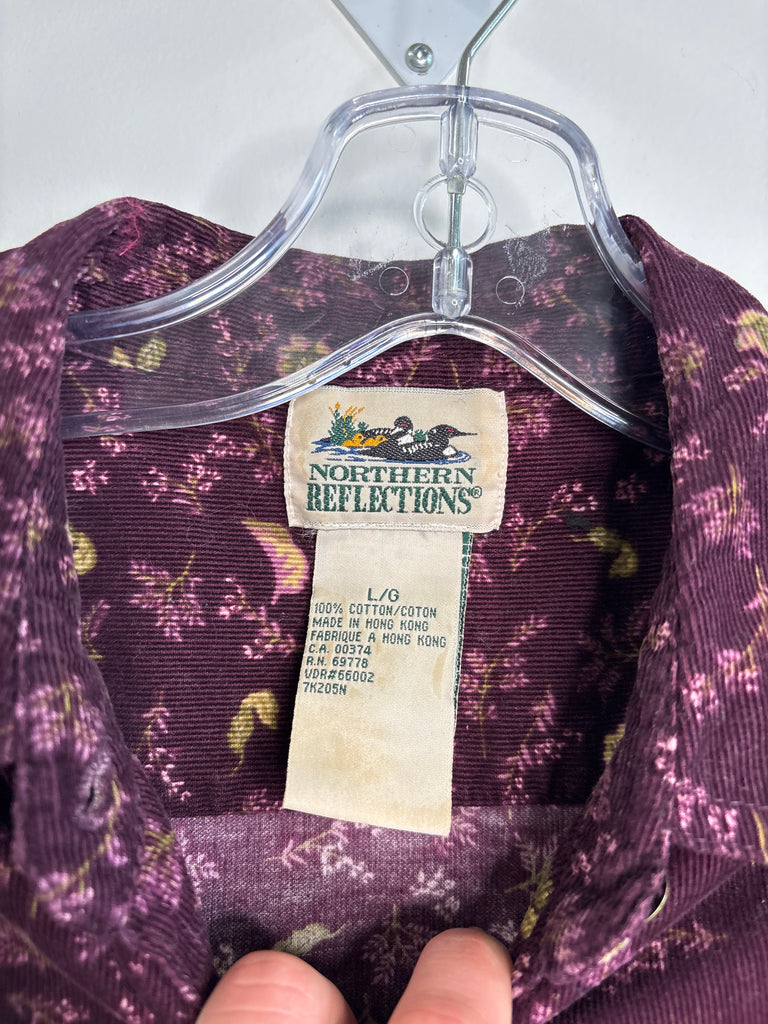 NORTHERN
REFLECTIONS®
L/G
100% COTTON/COTON
MADE IN HONG KONG
FABRIQUE A HONG KONG
C.A. 00374
R.N. 69778
VDR#66002
7K205N